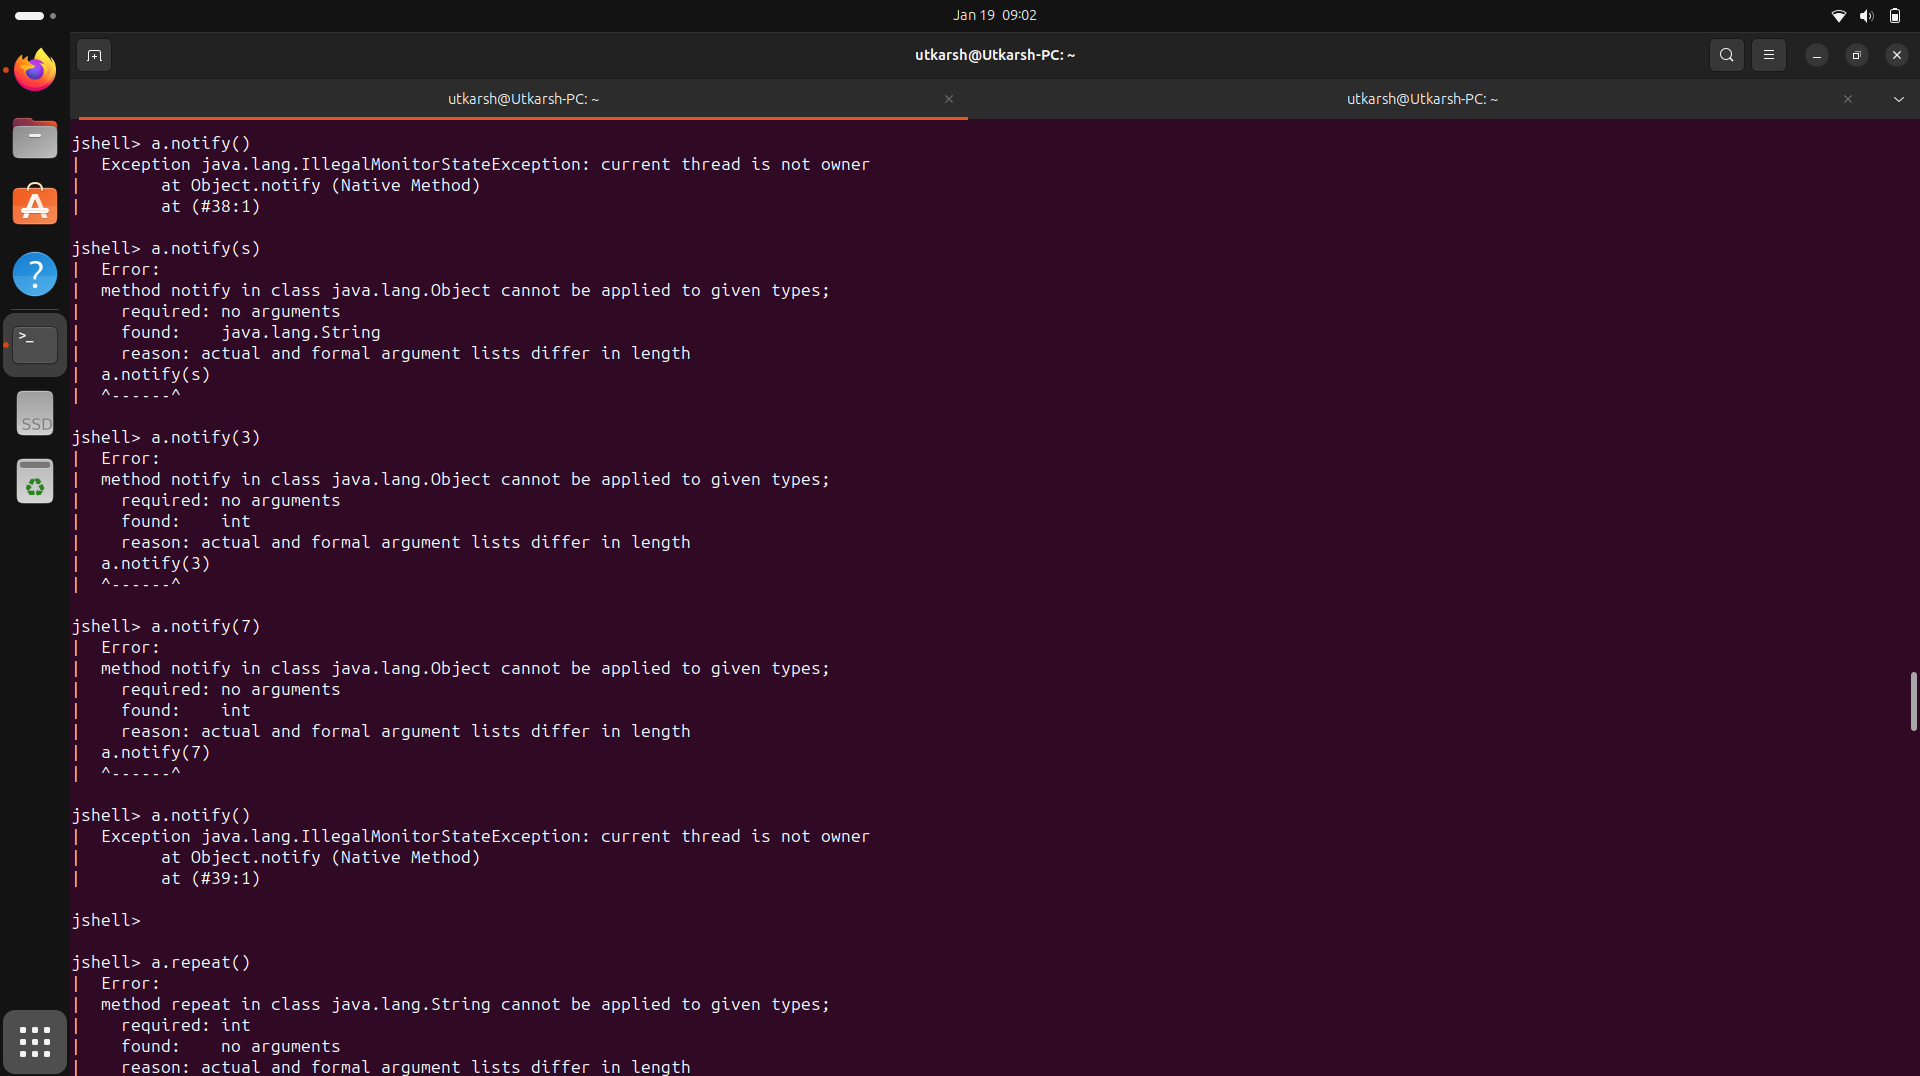 Jan 19 09:02
utkarsh@Utkarsh-PC: ~
utkarsh@Utkarsh-PC: ~
utkarsh@Utkarsh-PC: ~
jshell> a.notify()
|  Exception java.lang.IllegalMonitorStateException: current thread is not owner
|        at Object.notify (Native Method)
|        at (#38:1)
jshell> a.notify(s)
|  Error:
|  method notify in class java.lang.Object cannot be applied to given types;
|    required: no arguments
|    found:    java.lang.String
|    reason: actual and formal argument lists differ in length
|  a.notify(s)
|  ^------^
jshell> a.notify(3)
|  Error:
|  method notify in class java.lang.Object cannot be applied to given types;
|    required: no arguments
|    found:    int
|    reason: actual and formal argument lists differ in length
|  a.notify(3)
|  ^------^
jshell> a.notify(7)
|  Error:
|  method notify in class java.lang.Object cannot be applied to given types;
|    required: no arguments
|    found:    int
|    reason: actual and formal argument lists differ in length
|  a.notify(7)
|  ^------^
jshell> a.notify()
|  Exception java.lang.IllegalMonitorStateException: current thread is not owner
|        at Object.notify (Native Method)
|        at (#39:1)
jshell>
jshell> a.repeat()
|  Error:
|  method repeat in class java.lang.String cannot be applied to given types;
|    required: int
|    found:    no arguments
|    reason: actual and formal argument lists differ in length
SSD